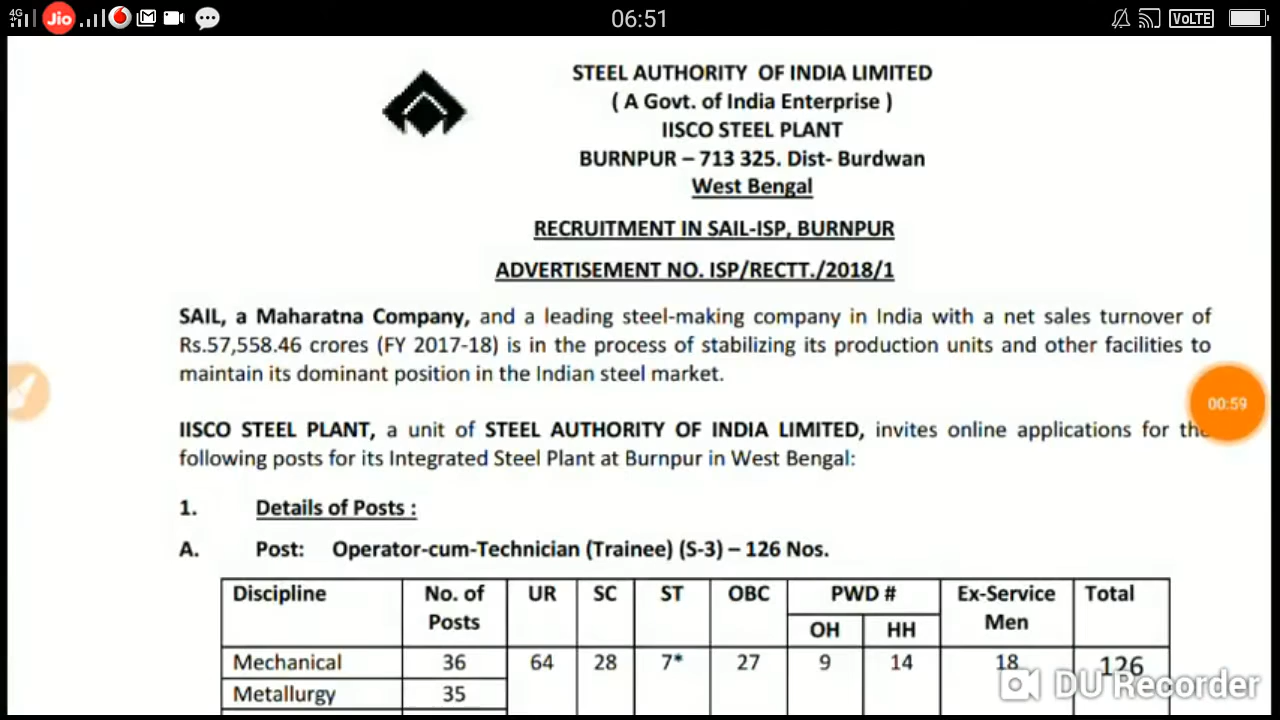 4G Jio 06:51 VoLTE
STEEL AUTHORITY OF INDIA LIMITED
( A Govt. of India Enterprise )
IISCO STEEL PLANT
BURNPUR – 713 325. Dist- Burdwan
West Bengal
RECRUITMENT IN SAIL-ISP, BURNPUR
ADVERTISEMENT NO. ISP/RECTT./2018/1
SAIL, a Maharatna Company, and a leading steel-making company in India with a net sales turnover of
Rs.57,558.46 crores (FY 2017-18) is in the process of stabilizing its production units and other facilities to
maintain its dominant position in the Indian steel market.
00:59
IISCO STEEL PLANT, a unit of STEEL AUTHORITY OF INDIA LIMITED, invites online applications for the
following posts for its Integrated Steel Plant at Burnpur in West Bengal:
1. Details of Posts :
A. Post: Operator-cum-Technician (Trainee) (S-3) – 126 Nos.
Discipline No. of Posts UR SC ST OBC PWD # Ex-Service Men Total
OH HH
Mechanical 36 64 28 7* 27 9 14 18 126
Metallurgy 35
DU Recorder